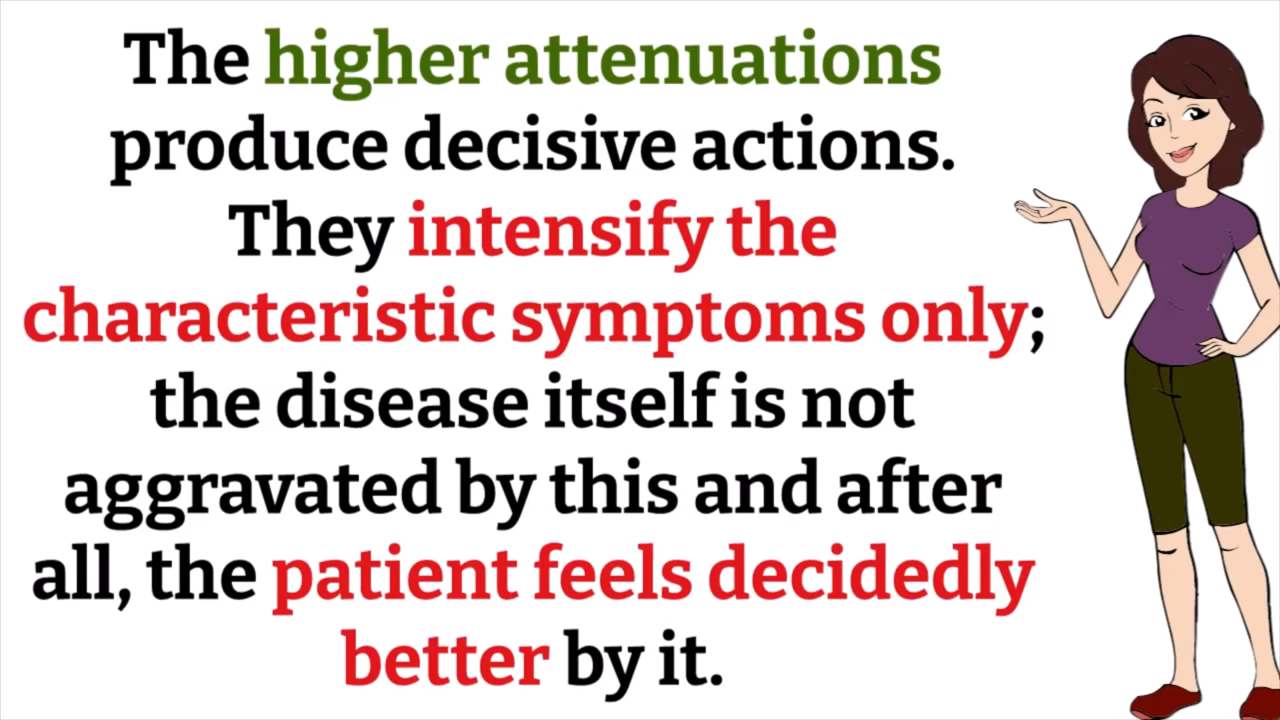 The higher attenuations
produce decisive actions.
They intensify the
characteristic symptoms only;
the disease itself is not
aggravated by this and after
all, the patient feels decidedly
better by it.